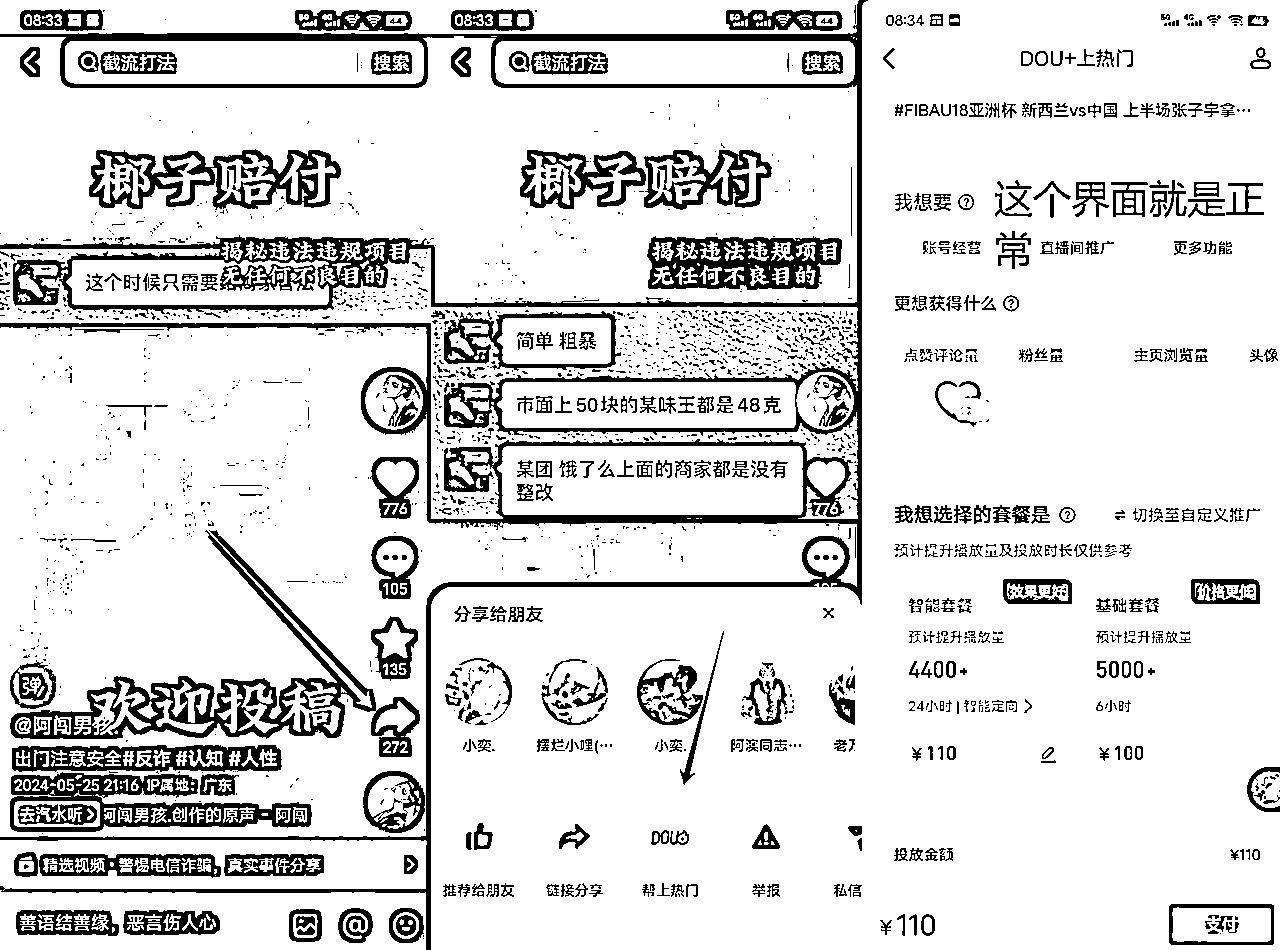 08:33
44
截流打法
搜索
椰子赔付
揭秘违法违规项目
无任何不良目的
这个时候只需要
776
105
135
弹
欢迎投稿
@阿闯男孩
272
出门注意安全#反诈 #认知 #人性
2024-05-25 21:16 IP属地：广东
去汽水听
阿闯男孩.创作的原声 - 阿闯
精选视频·警惕电信诈骗，真实事件分享
善语结善缘，恶言伤人心
08:33
44
截流打法
搜索
椰子赔付
揭秘违法违规项目
无任何不良目的
简单 粗暴
市面上50块的某味王都是48克
某团 饿了么上面的商家都是没有
整改
776
分享给朋友
小奕.
摆烂小哩(…
小奕.
阿滨同志…
DOU+
推荐给朋友
链接分享
帮上热门
举报
私信
08:34
DOU+上热门
#FIBAU18亚洲杯 新西兰vs中国 上半场张子宇拿…
我想要
这个界面就是正
常
账号经营
直播间推广
更多功能
更想获得什么
点赞评论量
粉丝量
主页浏览量
头像
我想选择的套餐是
切换至自定义推广
预计提升播放量及投放时长仅供参考
效果更好
价格更低
智能套餐
基础套餐
预计提升播放量
预计提升播放量
4400+
5000+
24小时 | 智能定向
6小时
¥110
¥100
投放金额
¥110
¥110
支付